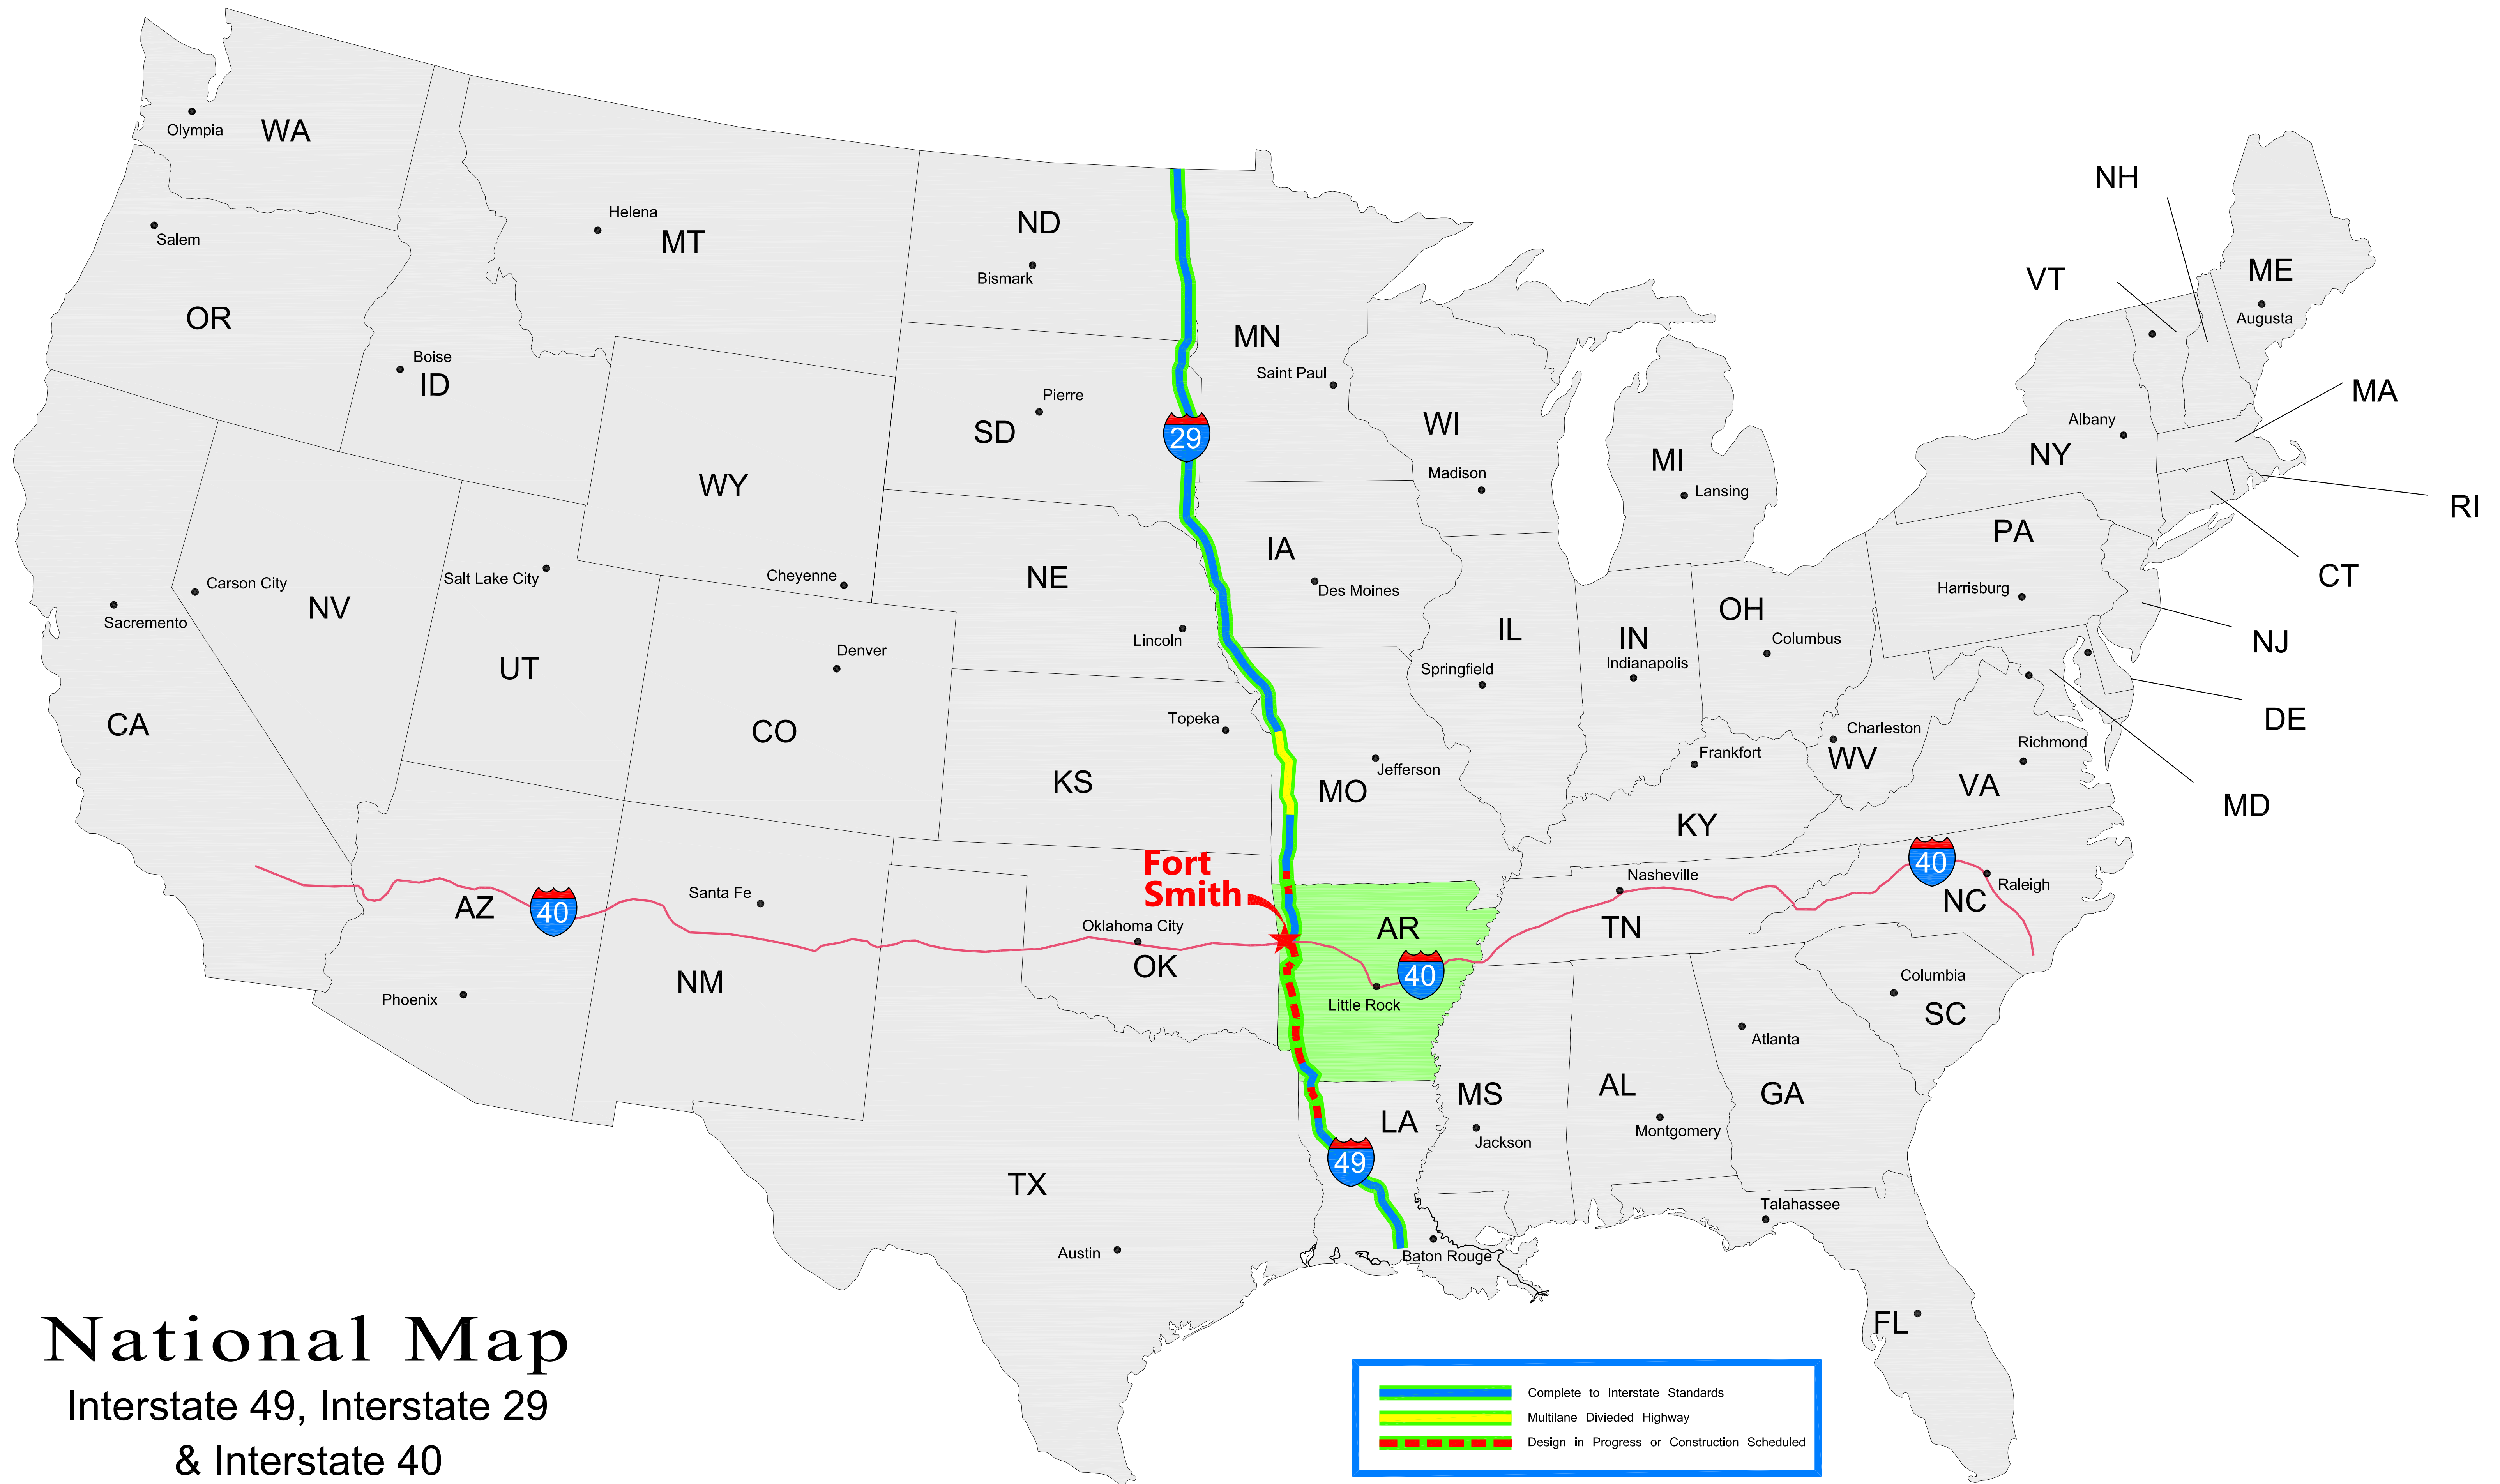 WA
Olympia
Salem
OR
Helena
MT
Boise
ID
ND
Bismark
MN
Saint Paul
Pierre
SD
29
WI
Madison
MI
Lansing
NH
VT
ME
Augusta
MA
Albany
NY
RI
CT
PA
Harrisburg
NJ
DE
MD
WY
Cheyenne
NE
Lincoln
IA
Des Moines
IL
Springfield
IN
Indianapolis
OH
Columbus
Carson City
NV
Sacremento
CA
Salt Lake City
UT
Denver
CO
Topeka
KS
Jefferson
MO
Frankfort
KY
Charleston
WV
Richmond
VA
Fort
Smith
AZ
40
Phoenix
Santa Fe
NM
Oklahoma City
OK
AR
40
Little Rock
Nasheville
TN
40
NC
Raleigh
Columbia
SC
Atlanta
GA
AL
Montgomery
MS
Jackson
LA
49
Baton Rouge
TX
Austin
Talahassee
FL
National Map
Interstate 49, Interstate 29
& Interstate 40
Complete to Interstate Standards
Multilane Divieded Highway
Design in Progress or Construction Scheduled